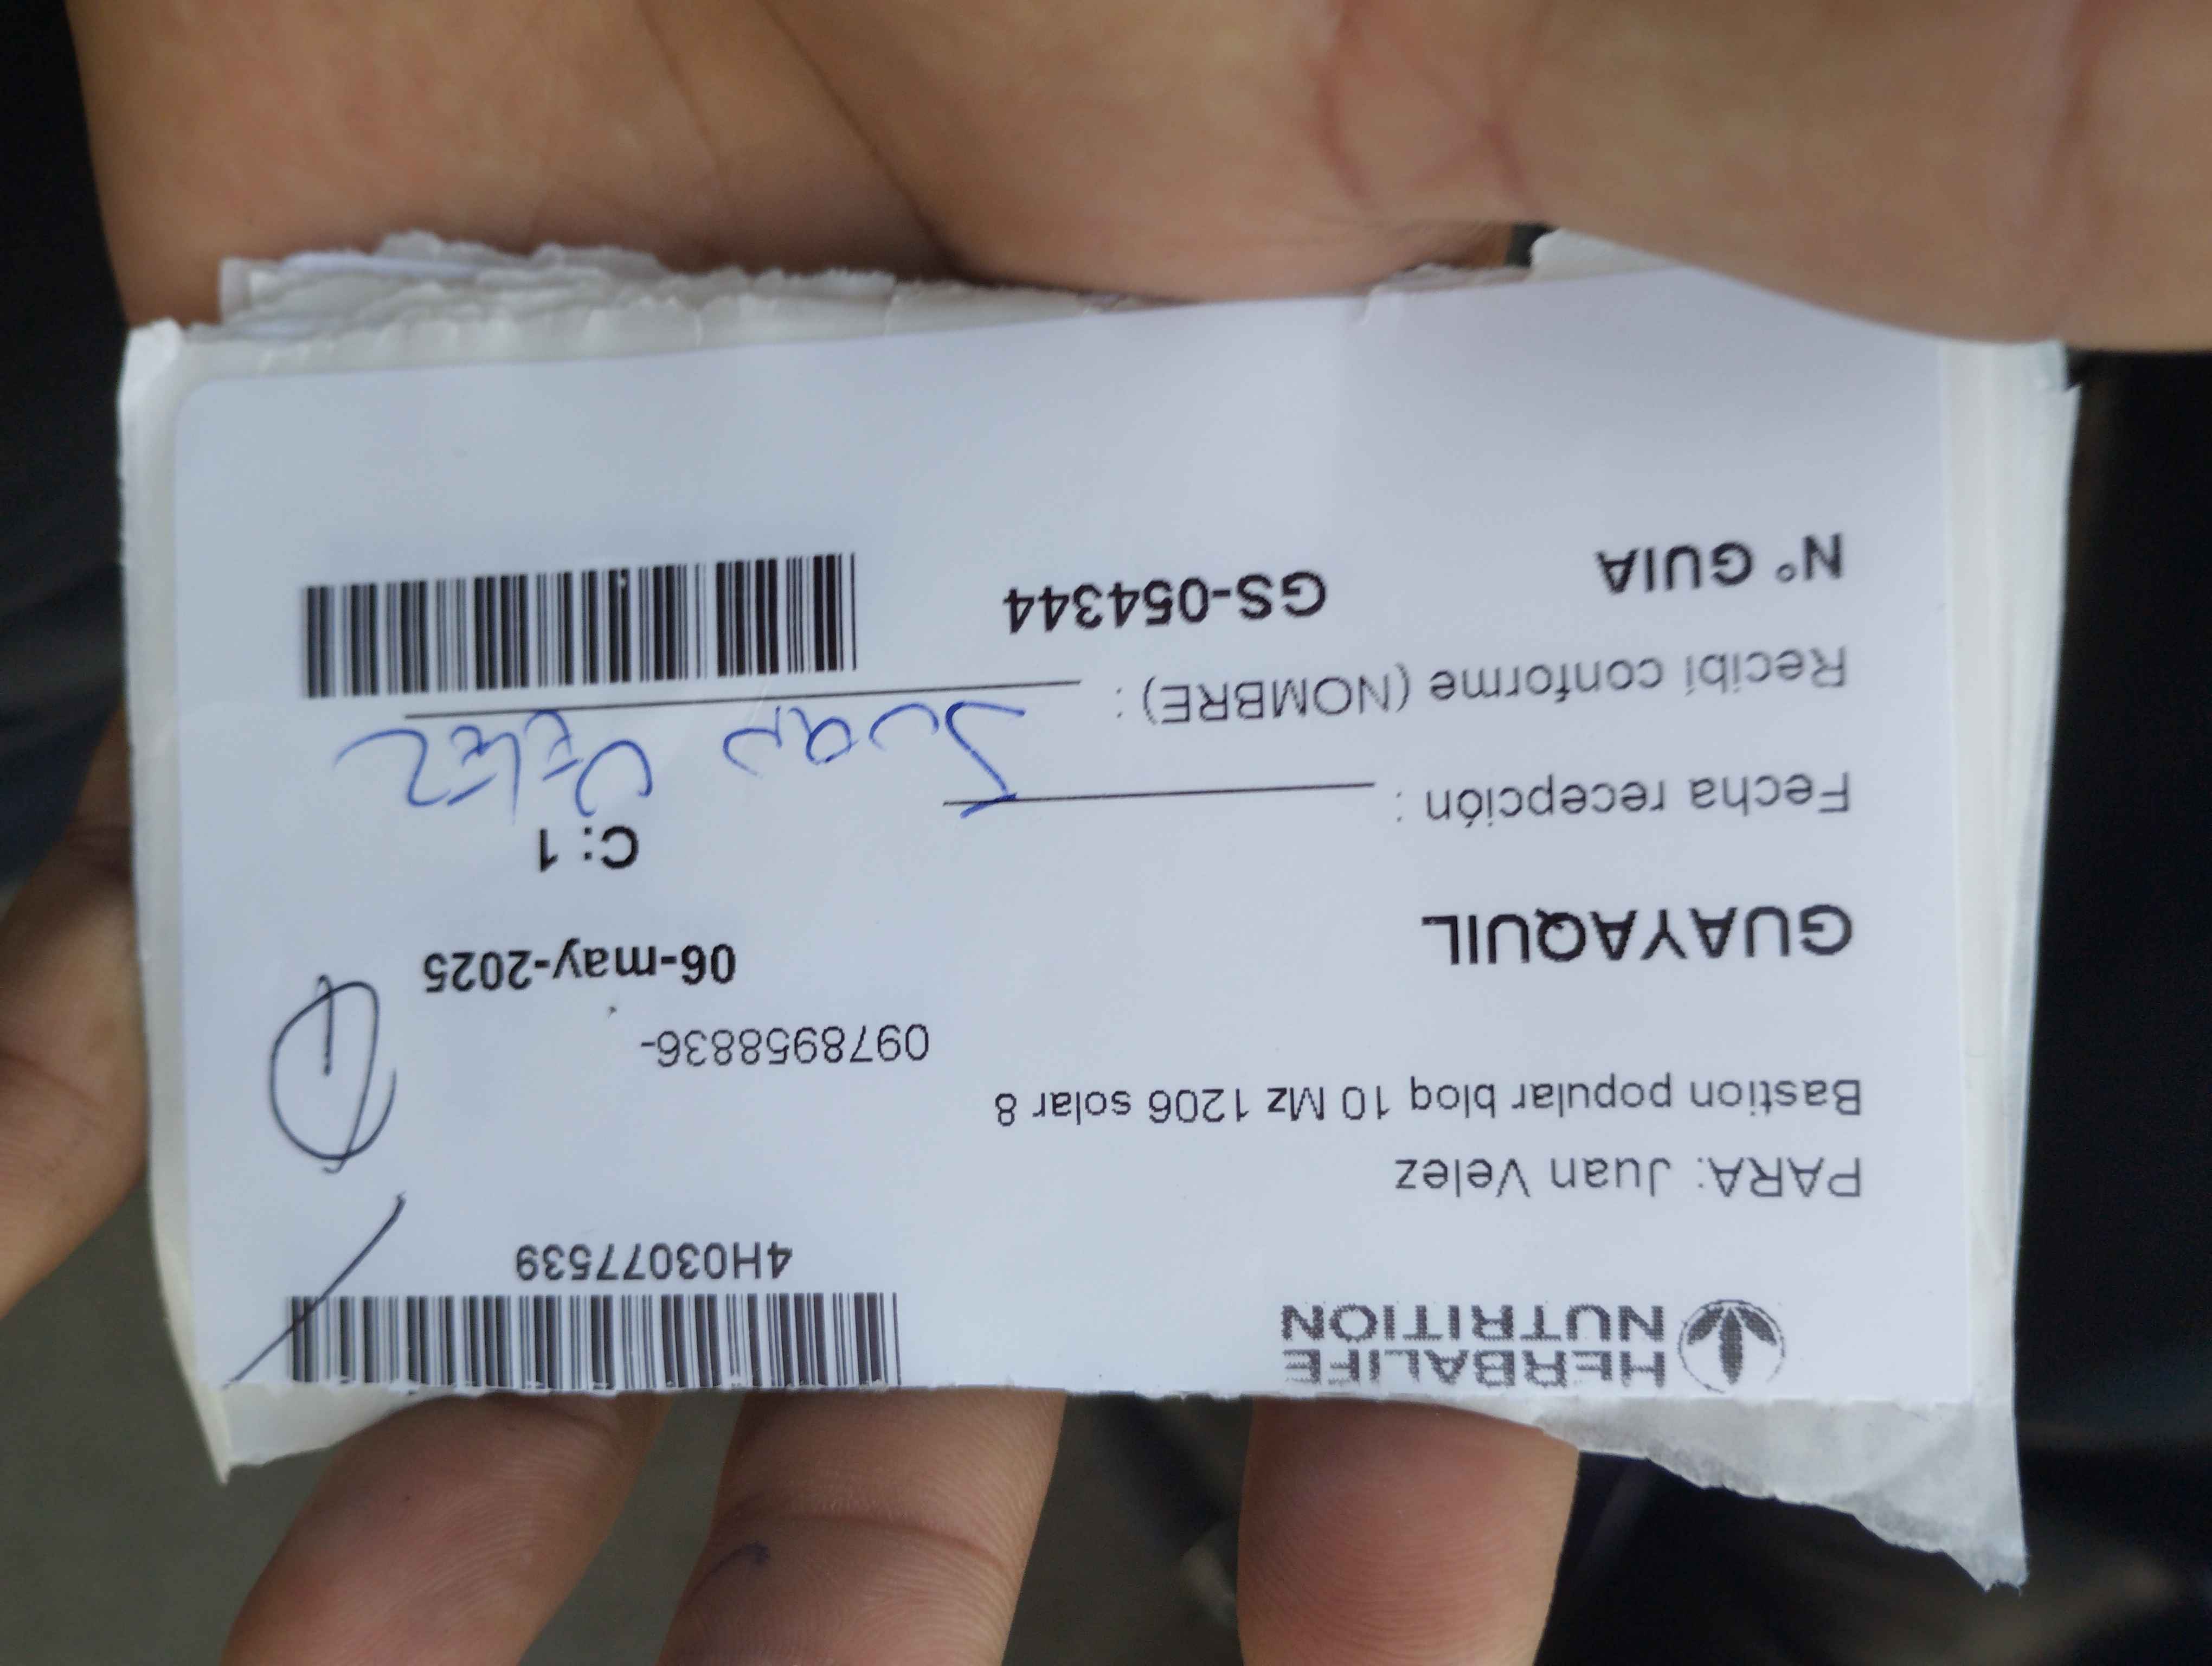 HERBALIFE
NUTRITION
4H03077539
PARA: Juan Velez
Bastion popular bloq 10 Mz 1206 solar 8
0978958836-
GUAYAQUIL
06-may-2025
1
C: 1
Fecha recepción :
Recibí conforme (NOMBRE) :
Juan Velez
N° GUIA
GS-054344